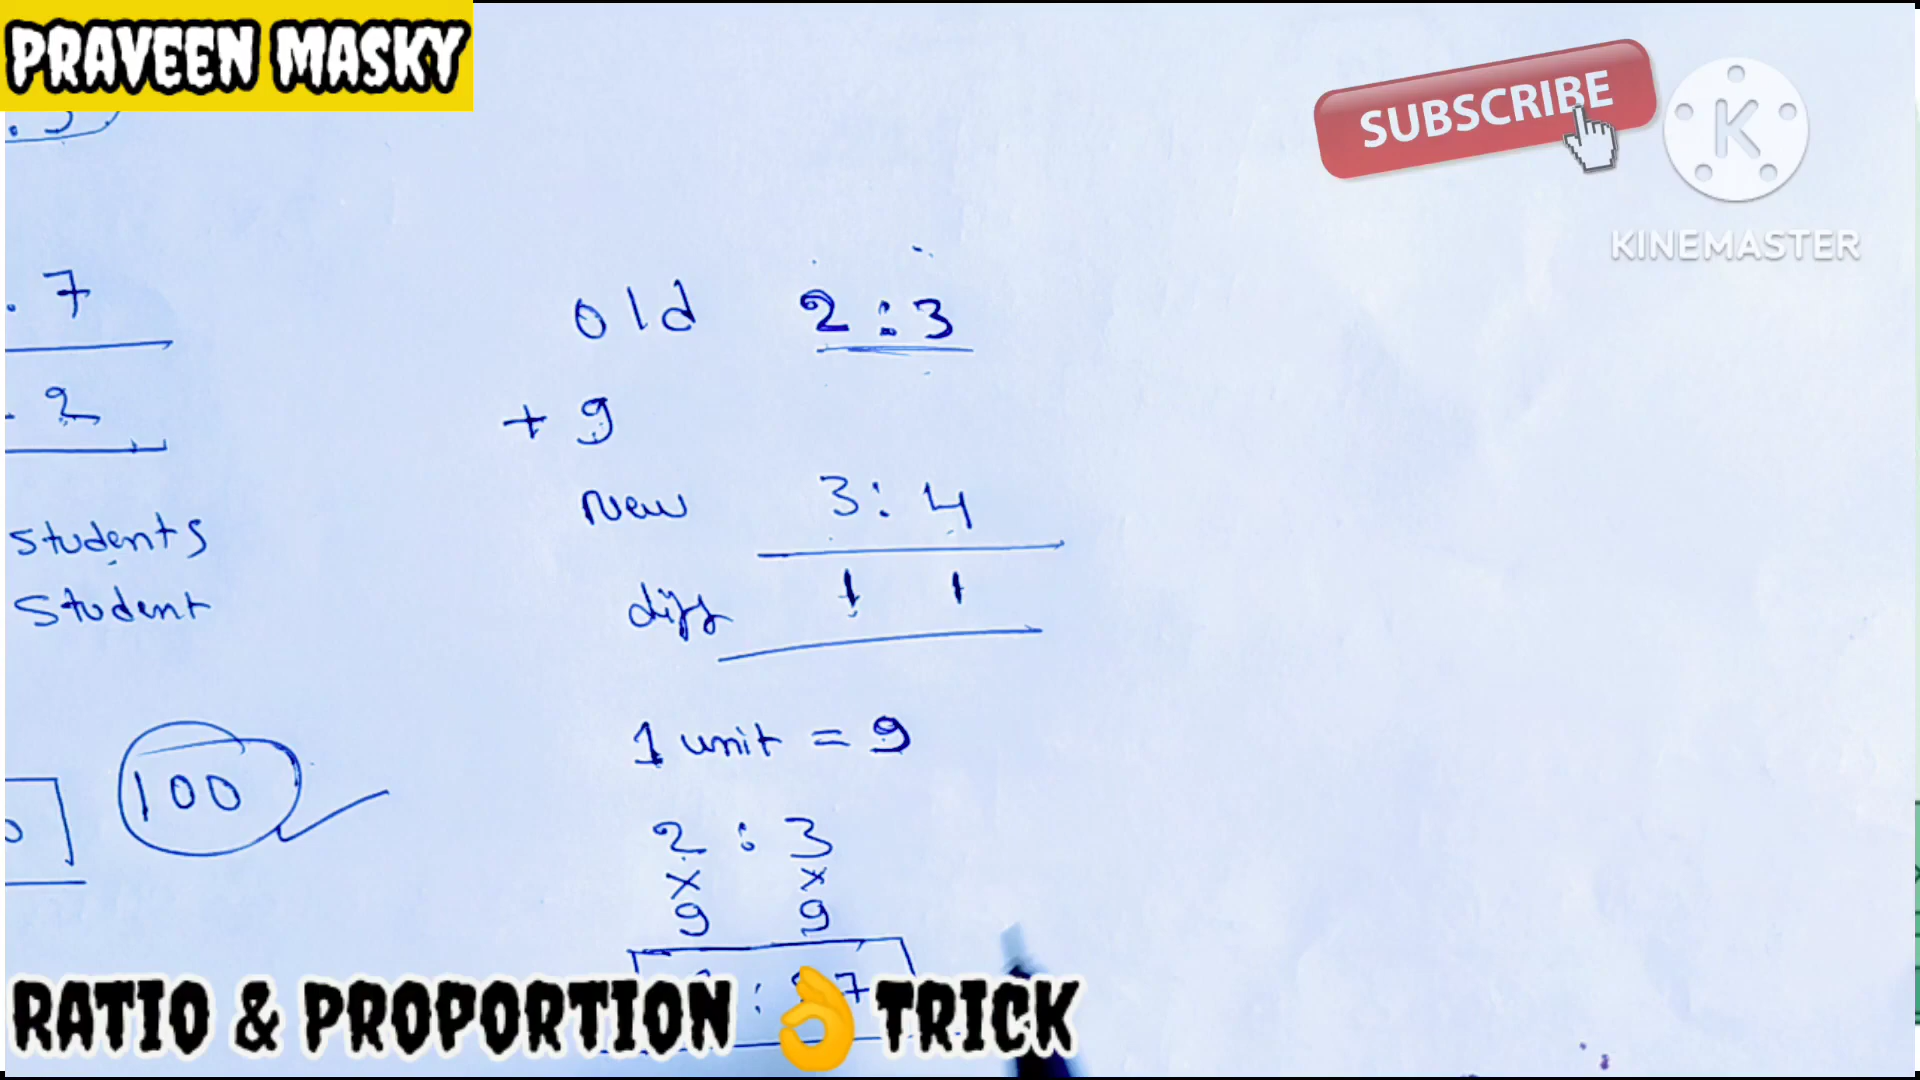 PRAVEEN MASKY
SUBSCRIBE
K
KINEMASTER
. 7
2
students
student
100
old 2 : 3
+ 9
New 3 : 4
diff 1 1
1 unit = 9
2 : 3
x x
9 9
: 7
RATIO & PROPORTION 👌 TRICK